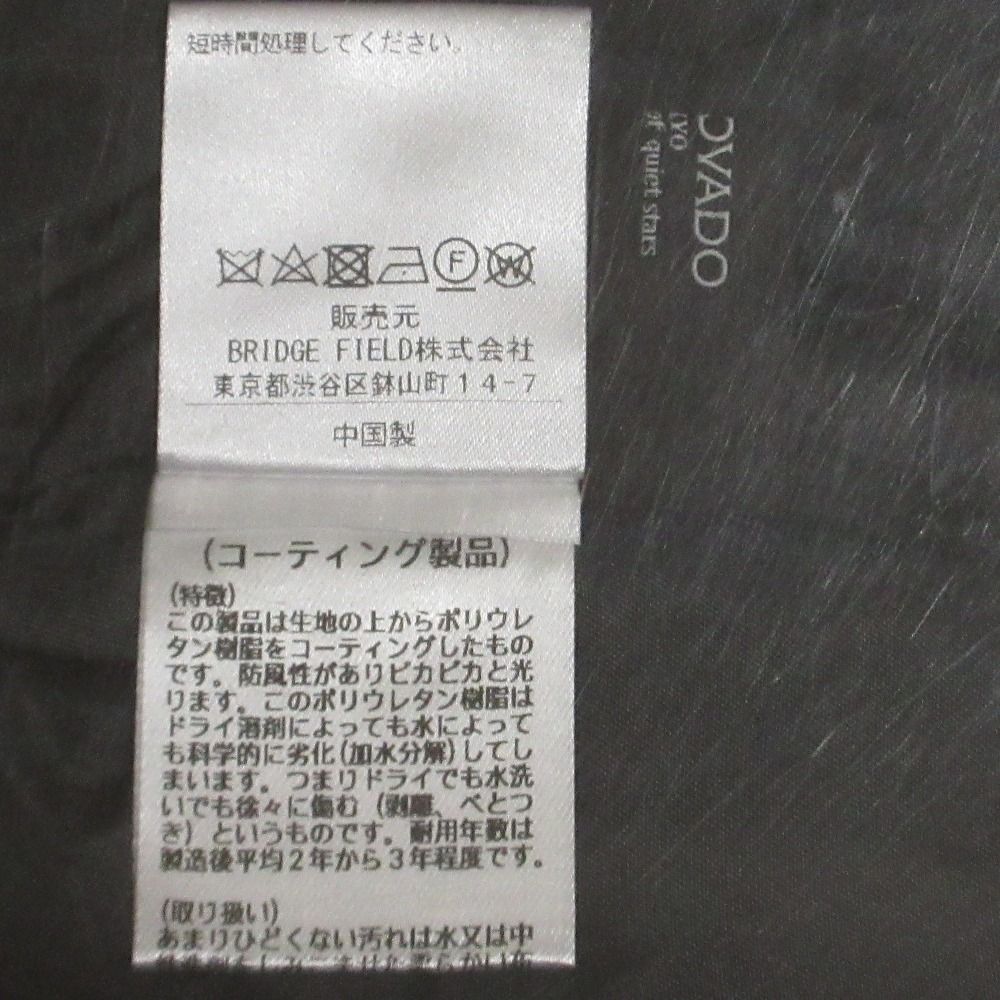 短時間処理してください。
F W
販売元
BRIDGE FIELD株式会社
東京都渋谷区鉢山町14-7
中国製
(コーティング製品)
(特徴)
この製品は生地の上からポリウレ
タン樹脂をコーティングしたもの
です。防風性がありピカピカと光
ります。このポリウレタン樹脂は
ドライ溶剤によっても水によって
も科学的に劣化(加水分解)してし
まいます。つまりドライでも水洗
いでも徐々に傷む(剥離、べとつ
き)というものです。耐用年数は
製造後平均2年から3年程度です。
(取り扱い)
あまりひどくない汚れは水又は中
OVADO
quiet stars